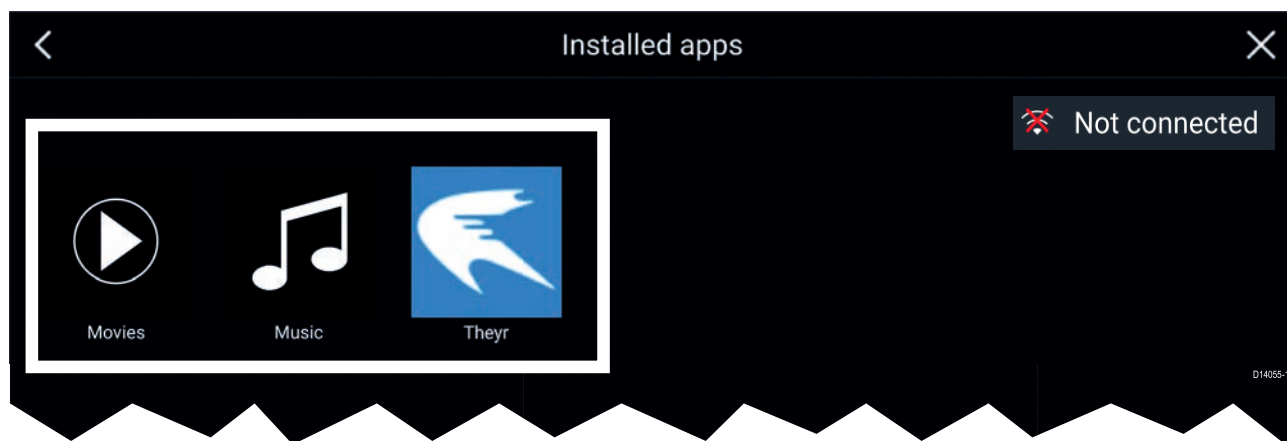 Installed apps
Not connected
Movies
Music
Theyr
D14055-1